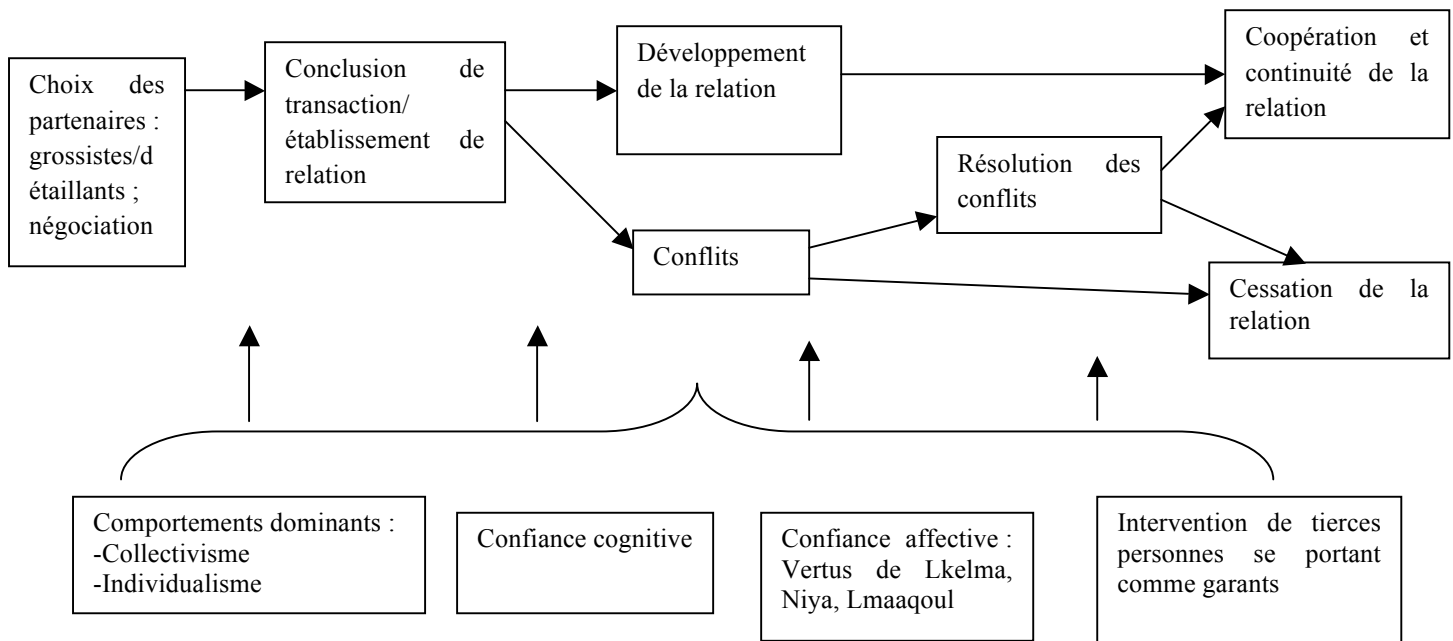 Choix des
partenaires :
grossistes/d
étaillants ;
négociation
Conclusion de
transaction/
établissement de
relation
Développement
de la relation
Coopération et
continuité de la
relation
Résolution des
conflits
Conflits
Cessation de la
relation
Comportements dominants :
-Collectivisme
-Individualisme
Confiance cognitive
Confiance affective :
Vertus de Lkelma,
Niya, Lmaaqoul
Intervention de tierces
personnes se portant
comme garants